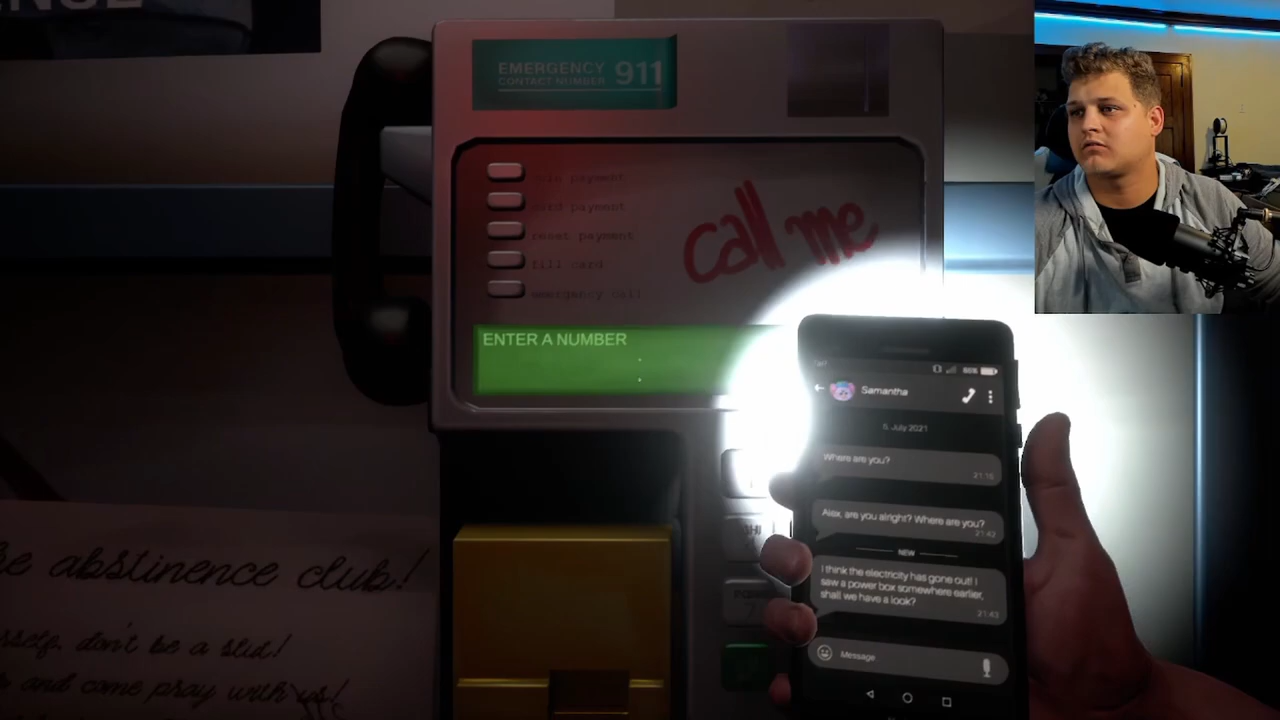 ENCE
EMERGENCY
CONTACT NUMBER 911
coin payment
card payment
reset payment
fill card
emergency call
call me
ENTER A NUMBER
Samantha
5. July 2021
Where are you?
21:16
Alex, are you alright? Where are you?
21:42
NEW
I think the electricity has gone out! I
saw a power box somewhere earlier,
shall we have a look?
21:43
Message
abstinence club!
don't be a slut!
and come pray with us!